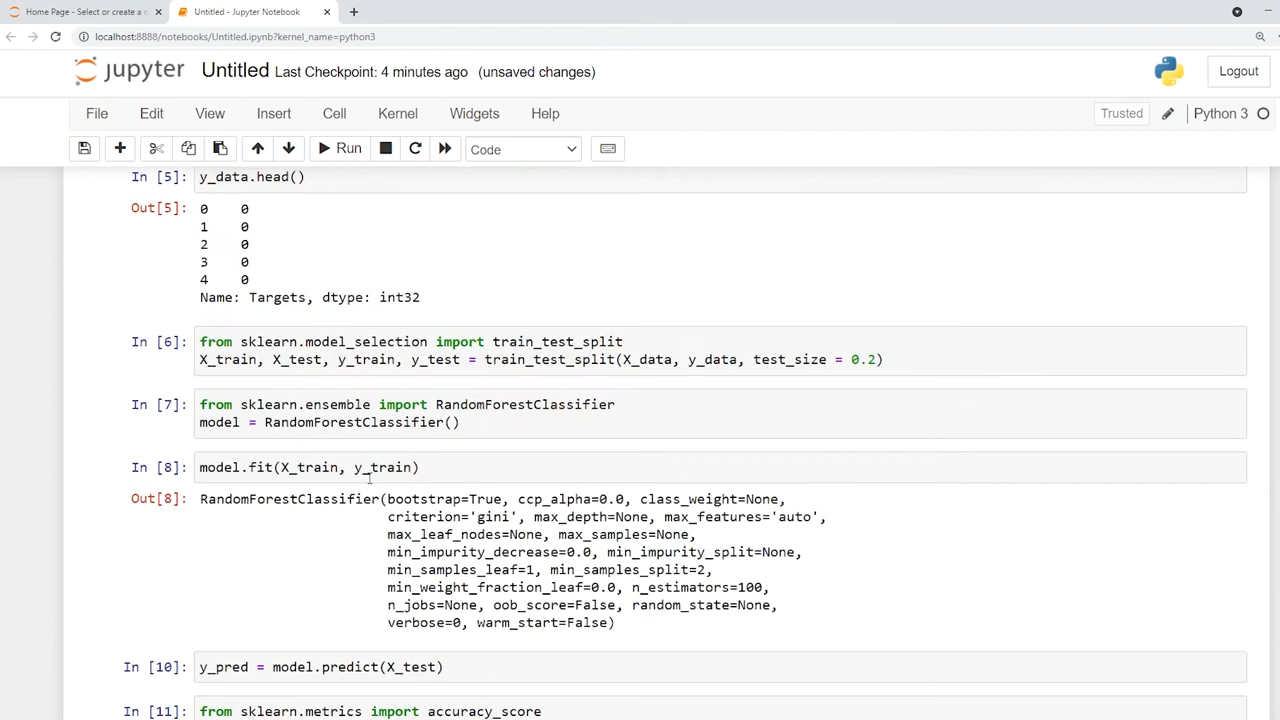 Home Page - Select or create a n
Untitled - Jupyter Notebook
localhost:8888/notebooks/Untitled.ipynb?kernel_name=python3
jupyter Untitled Last Checkpoint: 4 minutes ago (unsaved changes) Logout
File Edit View Insert Cell Kernel Widgets Help Trusted Python 3
Run Code
In [5]: y_data.head()
Out[5]: 0 0
1 0
2 0
3 0
4 0
Name: Targets, dtype: int32
In [6]: from sklearn.model_selection import train_test_split
X_train, X_test, y_train, y_test = train_test_split(X_data, y_data, test_size = 0.2)
In [7]: from sklearn.ensemble import RandomForestClassifier
model = RandomForestClassifier()
In [8]: model.fit(X_train, y_train)
Out[8]: RandomForestClassifier(bootstrap=True, ccp_alpha=0.0, class_weight=None,
criterion='gini', max_depth=None, max_features='auto',
max_leaf_nodes=None, max_samples=None,
min_impurity_decrease=0.0, min_impurity_split=None,
min_samples_leaf=1, min_samples_split=2,
min_weight_fraction_leaf=0.0, n_estimators=100,
n_jobs=None, oob_score=False, random_state=None,
verbose=0, warm_start=False)
In [10]: y_pred = model.predict(X_test)
In [11]: from sklearn.metrics import accuracy_score